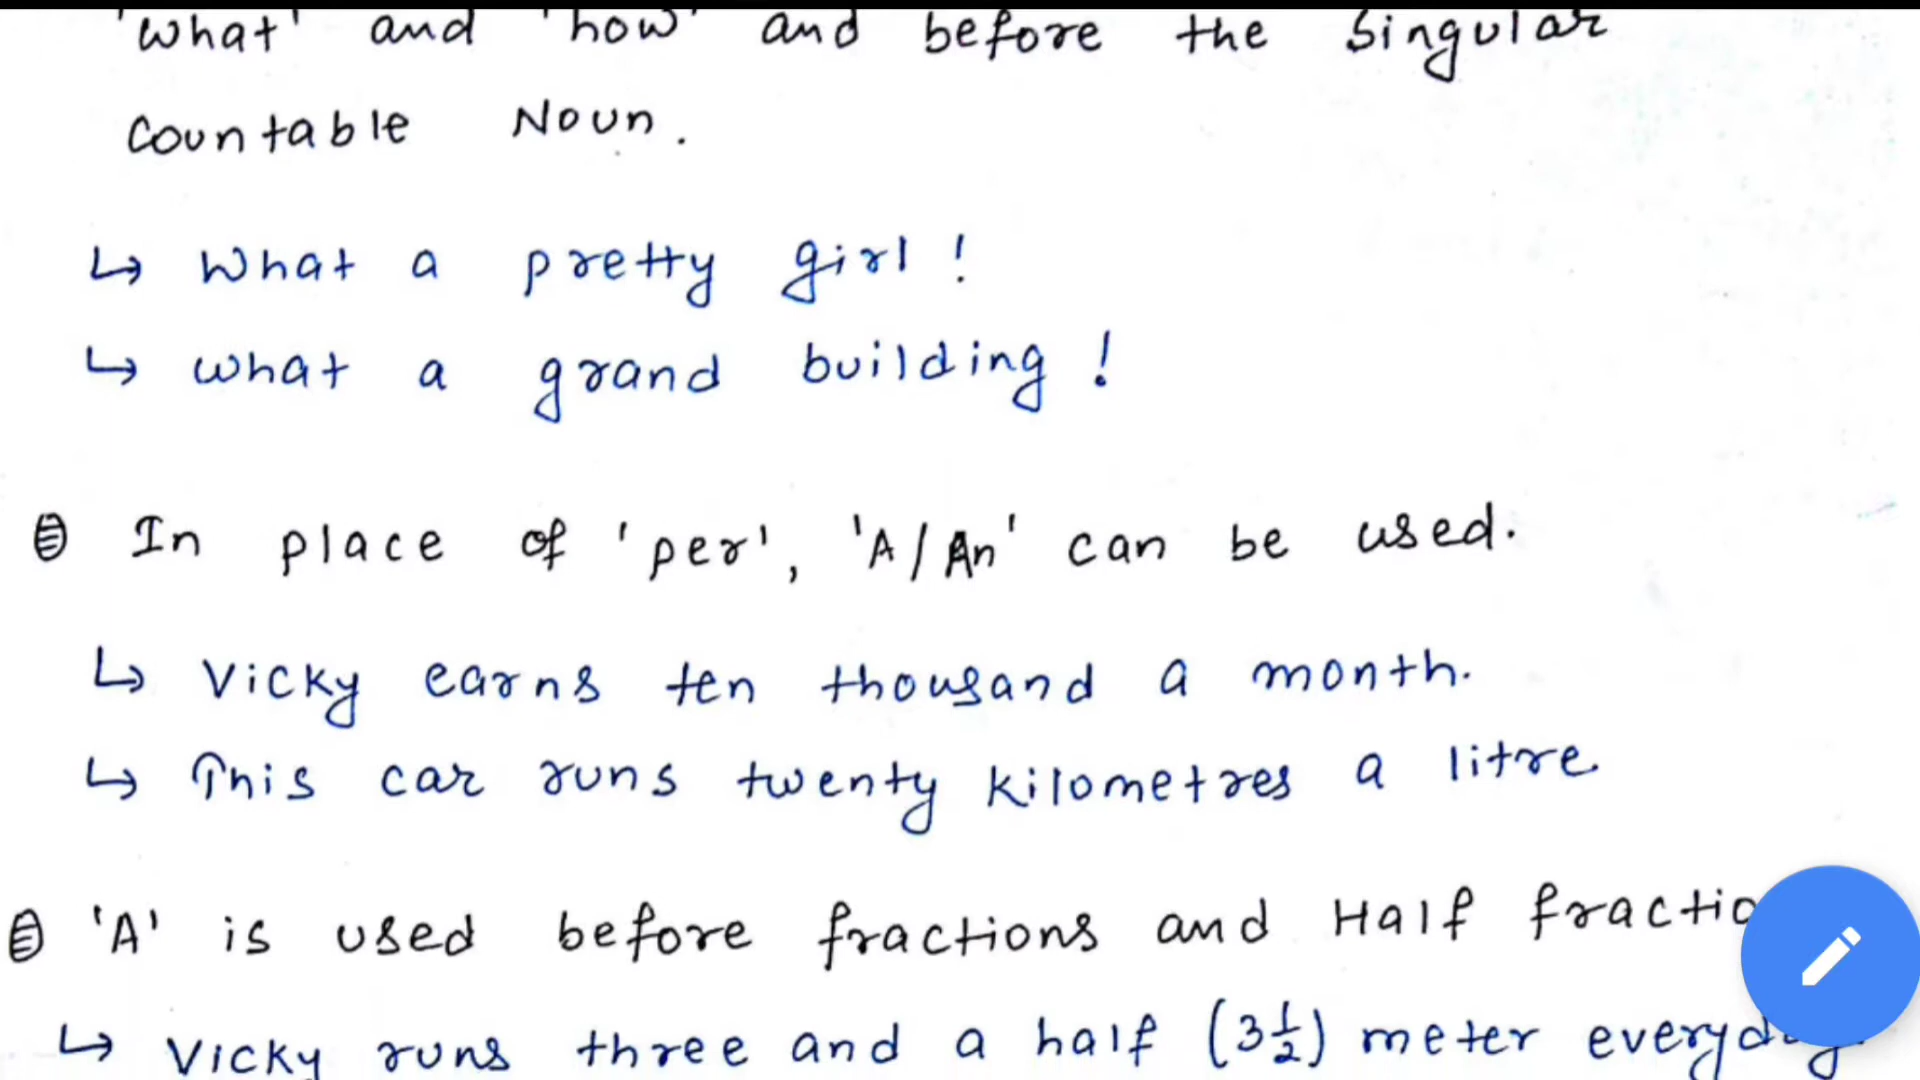 'what' and 'how' and before the singular
Countable Noun.
↳ What a pretty girl !
↳ what a grand building !
In place of 'per', 'A/An' can be used.
↳ Vicky earns ten thousand a month.
↳ This car runs twenty kilometres a litre.
'A' is used before fractions and Half
↳ Vicky runs three and a half (3½) meter everyday